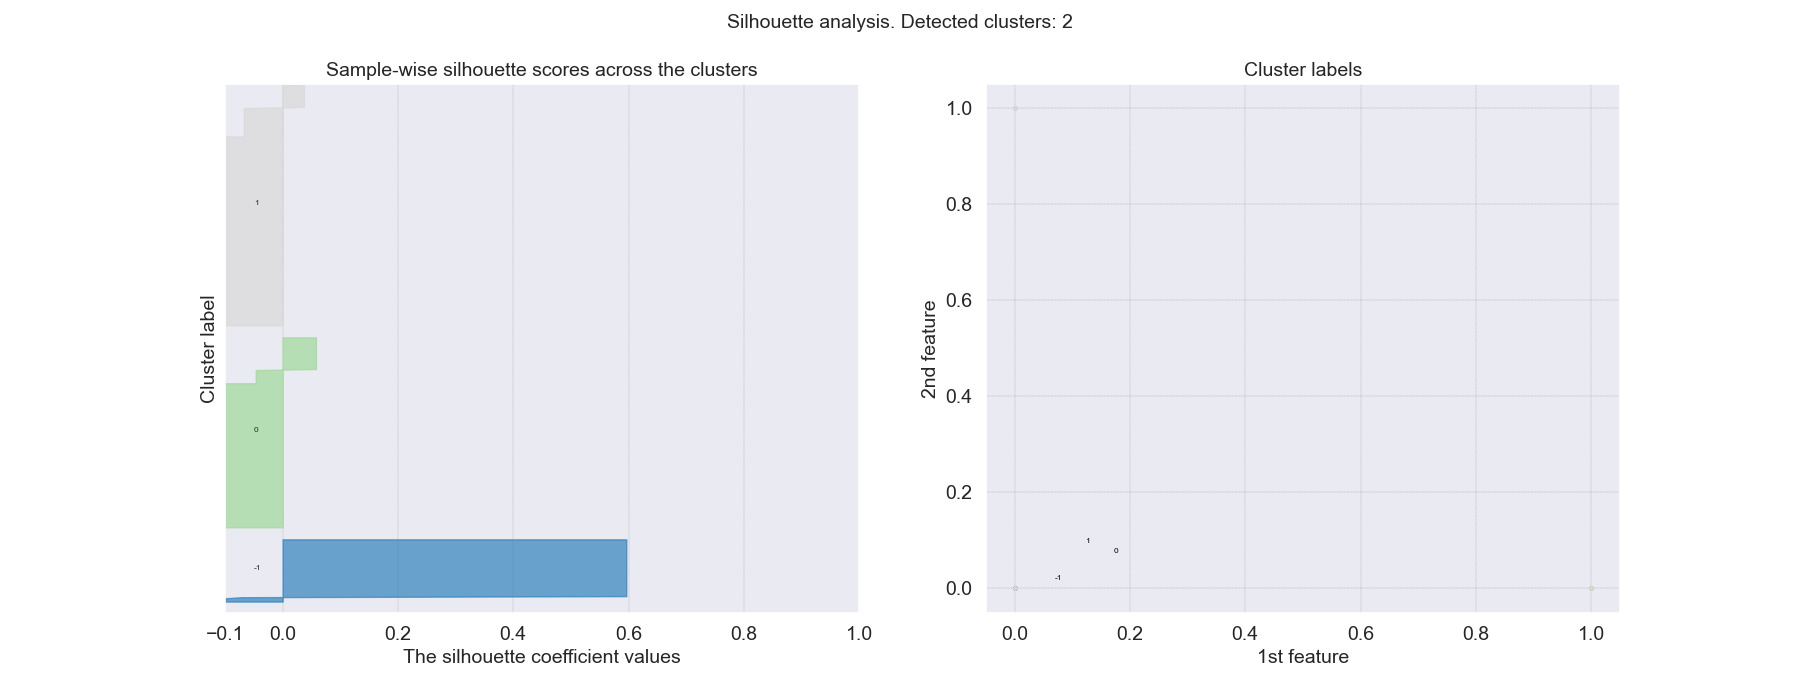 Silhouette analysis. Detected clusters: 2
Sample-wise silhouette scores across the clusters
Cluster label
1
0
-1
−0.1 0.0 0.2 0.4 0.6 0.8 1.0
The silhouette coefficient values
Cluster labels
2nd feature
1.0
0.8
0.6
0.4
0.2
0.0
1
0
-1
0.0 0.2 0.4 0.6 0.8 1.0
1st feature